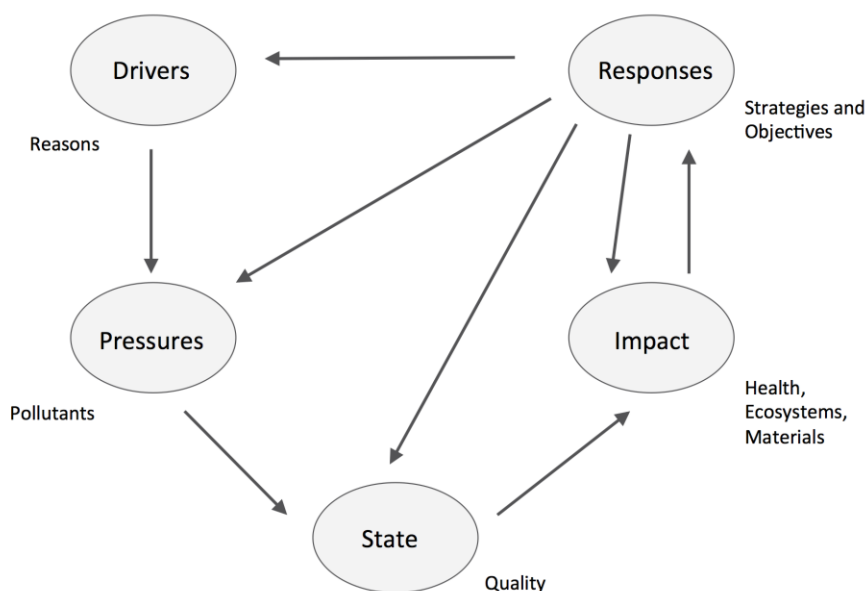 Drivers
Responses
Reasons
Strategies and
Objectives
Pressures
Impact
Pollutants
Health,
Ecosystems,
Materials
State
Quality